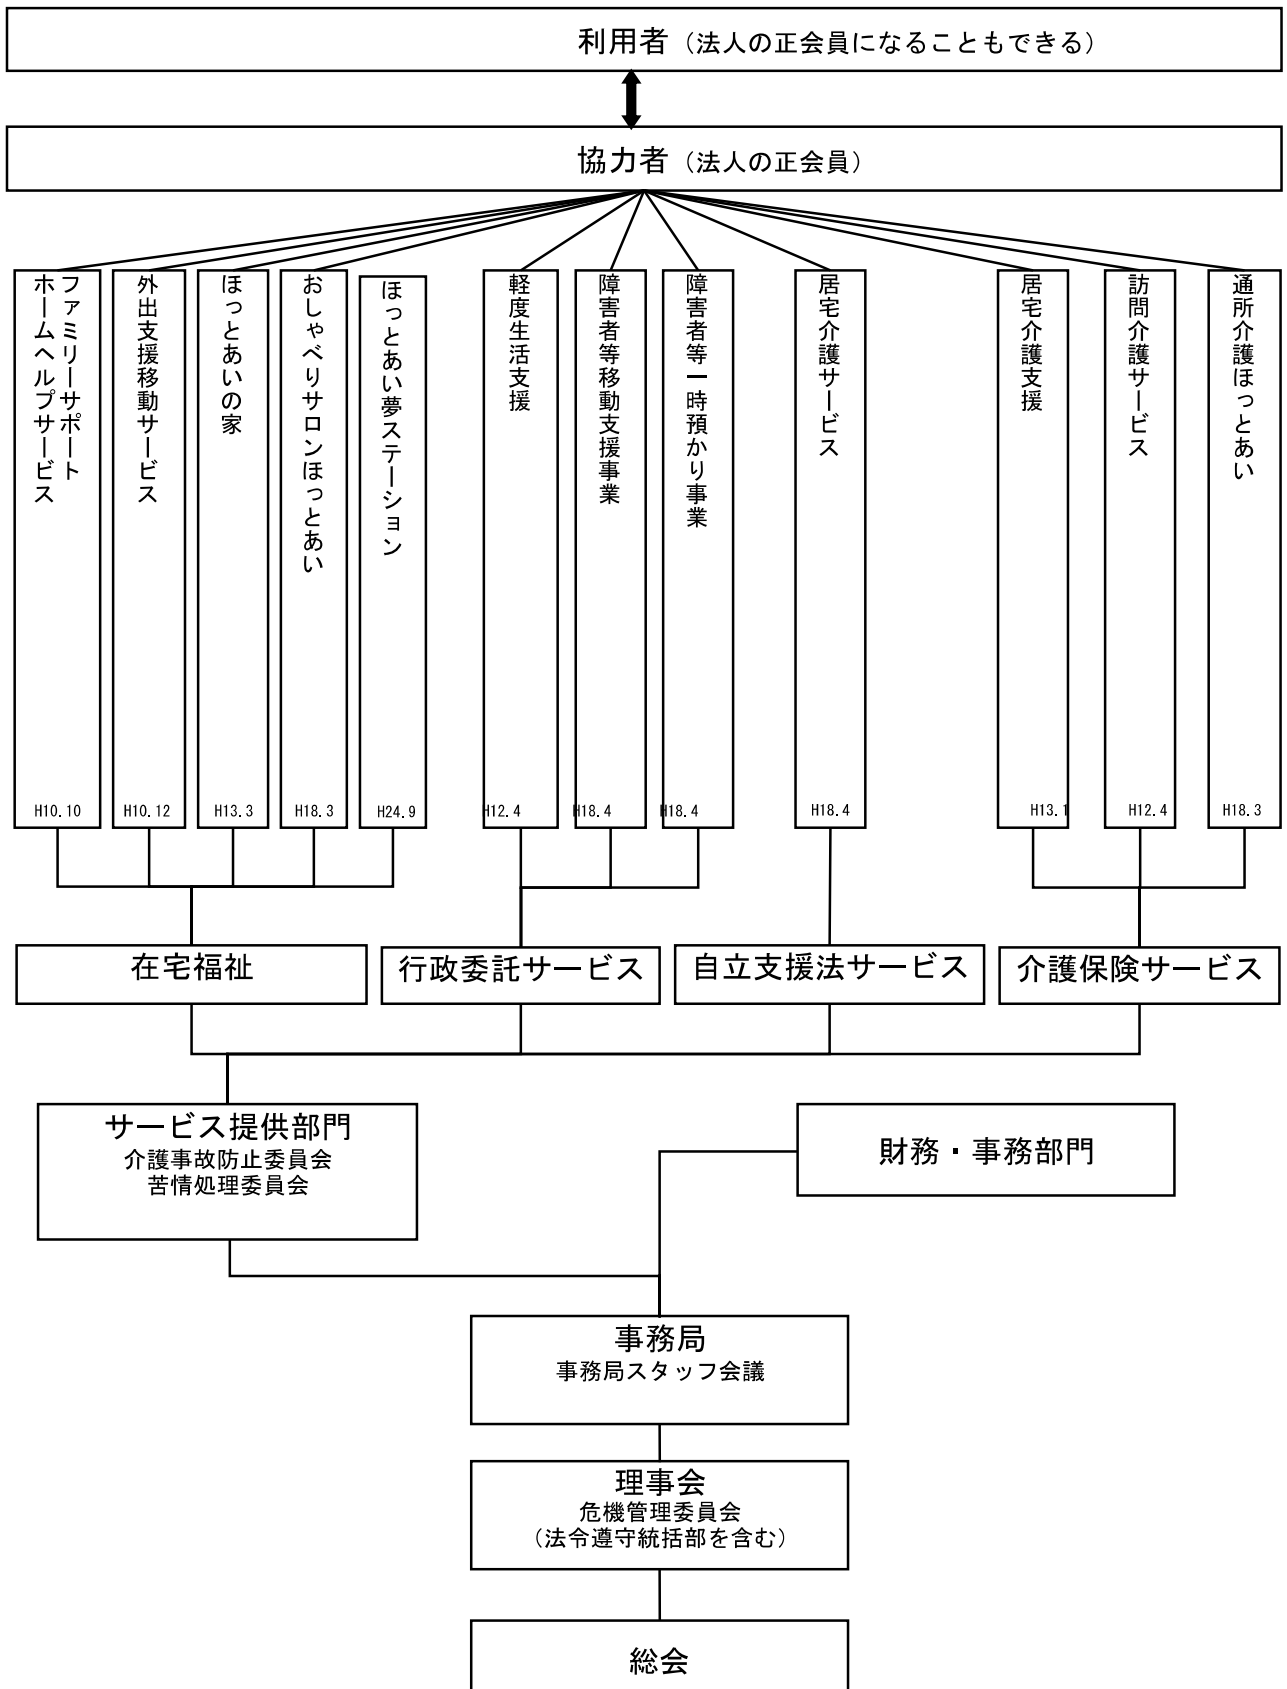 利用者（法人の正会員になることもできる）
協力者（法人の正会員）
ファミリーサポート
ホームヘルプサービス
外出支援移動サービス
ほっとあいの家
おしゃべりサロンほっとあい
ほっとあい夢ステーション
軽度生活支援
障害者等移動支援事業
障害者等一時預かり事業
居宅介護サービス
居宅介護支援
訪問介護サービス
通所介護ほっとあい
H10.10
H10.12
H13.3
H18.3
H24.9
H12.4
H18.4
H18.4
H18.4
H13.1
H12.4
H18.3
在宅福祉
行政委託サービス
自立支援法サービス
介護保険サービス
サービス提供部門
介護事故防止委員会
苦情処理委員会
財務・事務部門
事務局
事務局スタッフ会議
理事会
危機管理委員会
（法令遵守統括部を含む）
総会